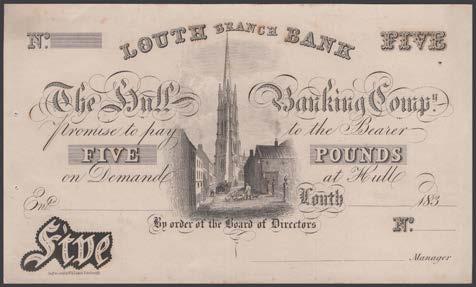 No. LOUTH BRANCH BANK FIVE
The Hull Banking Compy.
promise to pay to the Bearer
FIVE POUNDS
on Demand at Hull
Entd. Louth 183
By order of the Board of Directors No.
Five
Manager